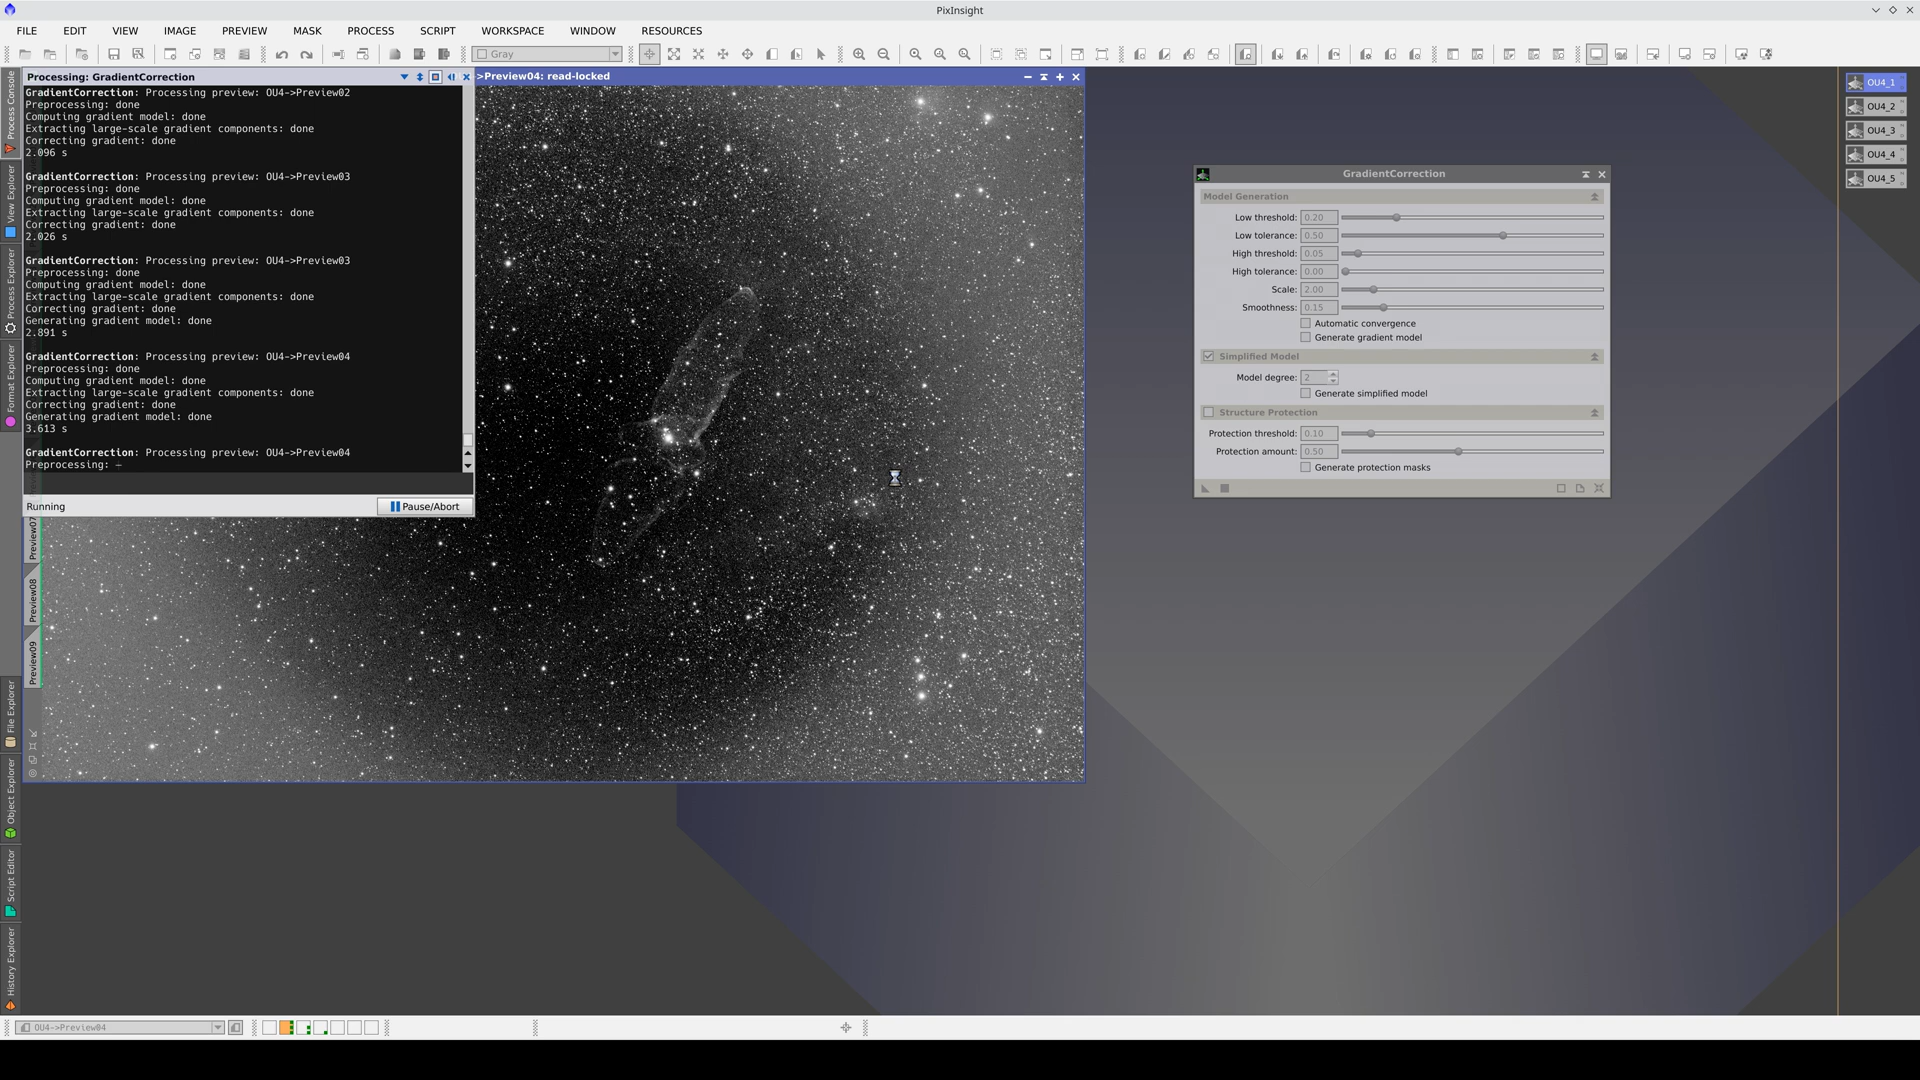 PixInsight
FILE EDIT VIEW IMAGE PREVIEW MASK PROCESS SCRIPT WORKSPACE WINDOW RESOURCES
Gray
Processing: GradientCorrection
>Preview04: read-locked
GradientCorrection: Processing preview: OU4->Preview02
Preprocessing: done
Computing gradient model: done
Extracting large-scale gradient components: done
Correcting gradient: done
2.096 s
GradientCorrection: Processing preview: OU4->Preview03
Preprocessing: done
Computing gradient model: done
Extracting large-scale gradient components: done
Correcting gradient: done
2.026 s
GradientCorrection: Processing preview: OU4->Preview03
Preprocessing: done
Computing gradient model: done
Extracting large-scale gradient components: done
Correcting gradient: done
Generating gradient model: done
2.891 s
GradientCorrection: Processing preview: OU4->Preview04
Preprocessing: done
Computing gradient model: done
Extracting large-scale gradient components: done
Correcting gradient: done
Generating gradient model: done
3.613 s
GradientCorrection: Processing preview: OU4->Preview04
Preprocessing:
Running
Pause/Abort
Process Console
View Explorer
Process Explorer
Format Explorer
File Explorer
Object Explorer
Script Editor
History Explorer
Preview07
Preview08
Preview09
GradientCorrection
Model Generation
Low threshold: 0.20
Low tolerance: 0.50
High threshold: 0.05
High tolerance: 0.00
Scale: 2.00
Smoothness: 0.15
Automatic convergence
Generate gradient model
Simplified Model
Model degree: 2
Generate simplified model
Structure Protection
Protection threshold: 0.10
Protection amount: 0.50
Generate protection masks
OU4_1
OU4_2
OU4_3
OU4_4
OU4_5
OU4->Preview04